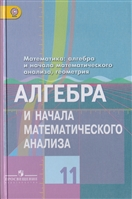 Математика: алгебра
и начала математического
анализа, геометрия
АЛГЕБРА
И НАЧАЛА
МАТЕМАТИЧЕСКОГО
АНАЛИЗА
11